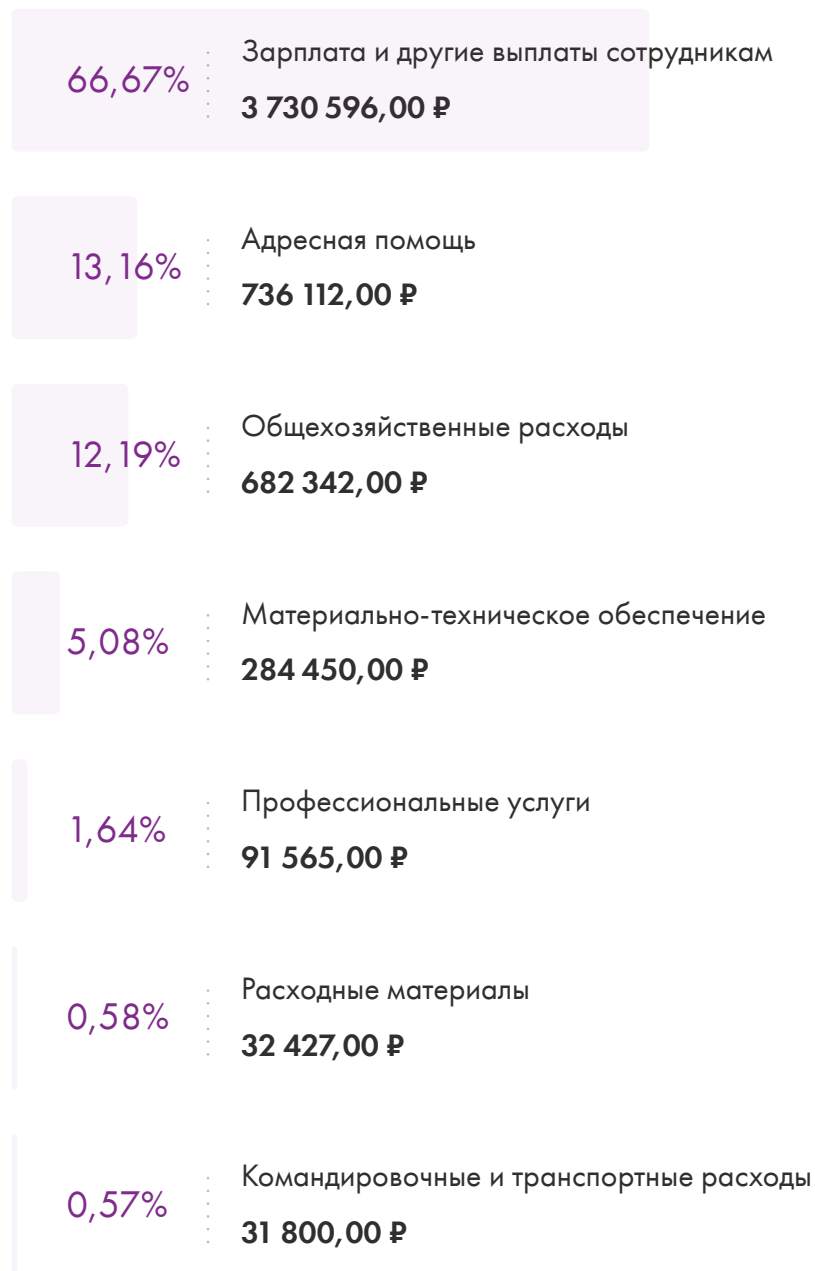 66,67%
Зарплата и другие выплаты сотрудникам
3 730 596,00 ₽
13,16%
Адресная помощь
736 112,00 ₽
12,19%
Общехозяйственные расходы
682 342,00 ₽
5,08%
Материально-техническое обеспечение
284 450,00 ₽
1,64%
Профессиональные услуги
91 565,00 ₽
0,58%
Расходные материалы
32 427,00 ₽
0,57%
Командировочные и транспортные расходы
31 800,00 ₽